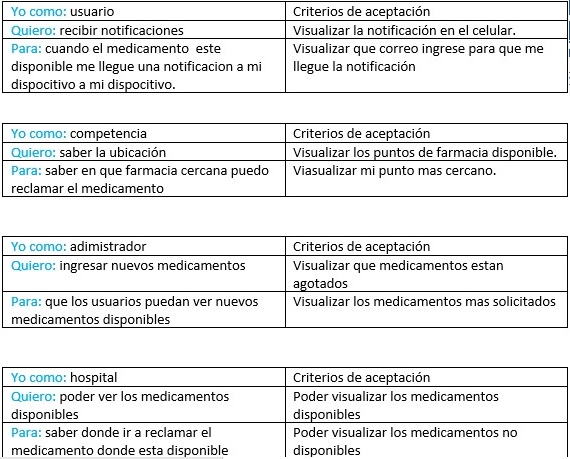 Yo como: usuario
Criterios de aceptación
Quiero: recibir notificaciones
Visualizar la notificación en el celular.
Para: cuando el medicamento este
disponible me llegue una notificacion a mi
dispocitivo a mi dispocitivo.
Visualizar que correo ingrese para que me
llegue la notificación
Yo como: competencia
Criterios de aceptación
Quiero: saber la ubicación
Visualizar los puntos de farmacia disponible.
Para: saber en que farmacia cercana puedo
reclamar el medicamento
Viasualizar mi punto mas cercano.
Yo como: adimistrador
Criterios de aceptación
Quiero: ingresar nuevos medicamentos
Visualizar que medicamentos estan
agotados
Para: que los usuarios puedan ver nuevos
medicamentos disponibles
Visualizar los medicamentos mas solicitados
Yo como: hospital
Criterios de aceptación
Quiero: poder ver los medicamentos
disponibles
Poder visualizar los medicamentos
disponibles
Para: saber donde ir a reclamar el
medicamento donde esta disponible
Poder visualizar los medicamentos no
disponibles